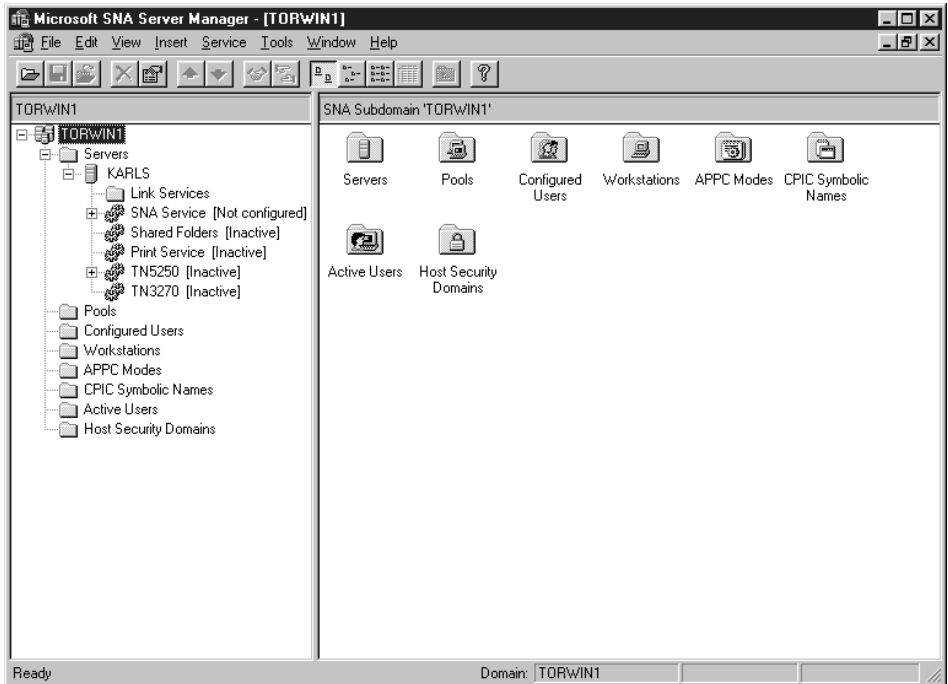 Microsoft SNA Server Manager - [TORWIN1]
File Edit View Insert Service Tools Window Help
TORWIN1
SNA Subdomain 'TORWIN1'
TORWIN1
Servers
KARLS
Link Services
SNA Service [Not configured]
Shared Folders [Inactive]
Print Service [Inactive]
TN5250 [Inactive]
TN3270 [Inactive]
Pools
Configured Users
Workstations
APPC Modes
CPIC Symbolic Names
Active Users
Host Security Domains
Servers
Pools
Configured
Users
Workstations
APPC Modes
CPIC Symbolic
Names
Active Users
Host Security
Domains
Ready
Domain: TORWIN1